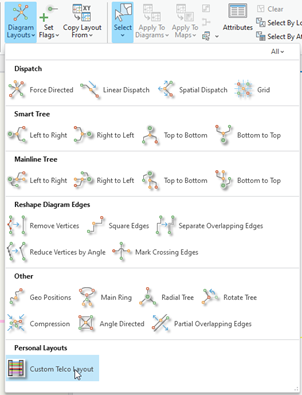 Diagram Layouts
Set Flags
Copy Layout From
Select
Apply To Diagrams
Apply To Maps
Attributes
Clear
Select By Lo
Select By At
All
Dispatch
Force Directed
Linear Dispatch
Spatial Dispatch
Grid
Smart Tree
Left to Right
Right to Left
Top to Bottom
Bottom to Top
Mainline Tree
Left to Right
Right to Left
Top to Bottom
Bottom to Top
Reshape Diagram Edges
Remove Vertices
Square Edges
Separate Overlapping Edges
Reduce Vertices by Angle
Mark Crossing Edges
Other
Geo Positions
Main Ring
Radial Tree
Rotate Tree
Compression
Angle Directed
Partial Overlapping Edges
Personal Layouts
Custom Telco Layout